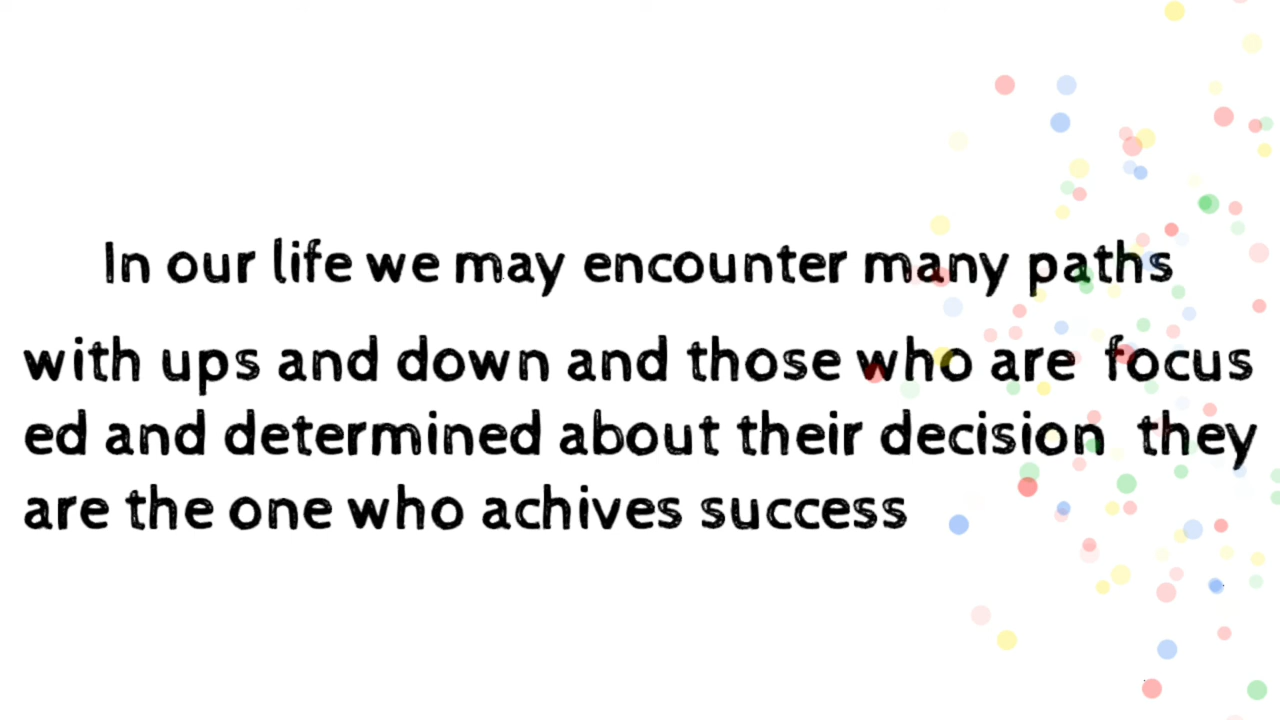 In our life we may encounter many paths
with ups and down and those who are focus
ed and determined about their decision they
are the one who achives success